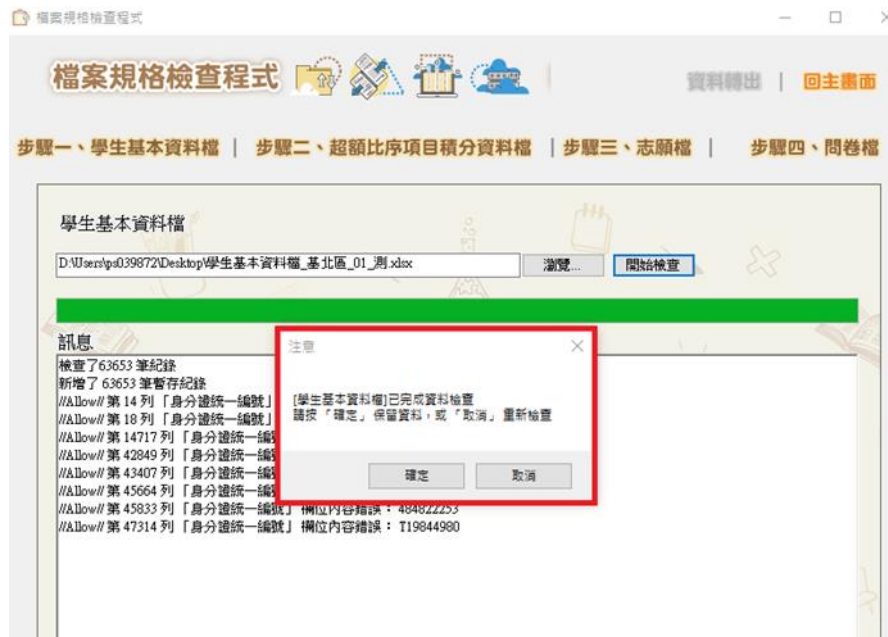 檔案規格檢查程式
檔案規格檢查程式
資料轉出 | 回主畫面
步驟一、學生基本資料檔 | 步驟二、超額比序項目積分資料檔 | 步驟三、志願檔 | 步驟四、問卷檔
學生基本資料檔
D:\Users\ps039872\Desktop\學生基本資料檔_基北區_01_測.xlsx
瀏覽...
開始檢查
訊息
檢查了63653 筆紀錄
新增了 63653 筆暫存紀錄
//Allow// 第 14 列 「身分證統一編號」
//Allow// 第 18 列 「身分證統一編號」
//Allow// 第 14717 列 「身分證統一編
//Allow// 第 42849 列 「身分證統一編
//Allow// 第 43407 列 「身分證統一編
//Allow// 第 45664 列 「身分證統一編
//Allow// 第 45833 列 「身分證統一編號」 欄位內容錯誤： 484822253
//Allow// 第 47314 列 「身分證統一編號」 欄位內容錯誤： T19844980
注意
[學生基本資料檔]已完成資料檢查
請按 「確定」 保留資料，或 「取消」 重新檢查
確定
取消